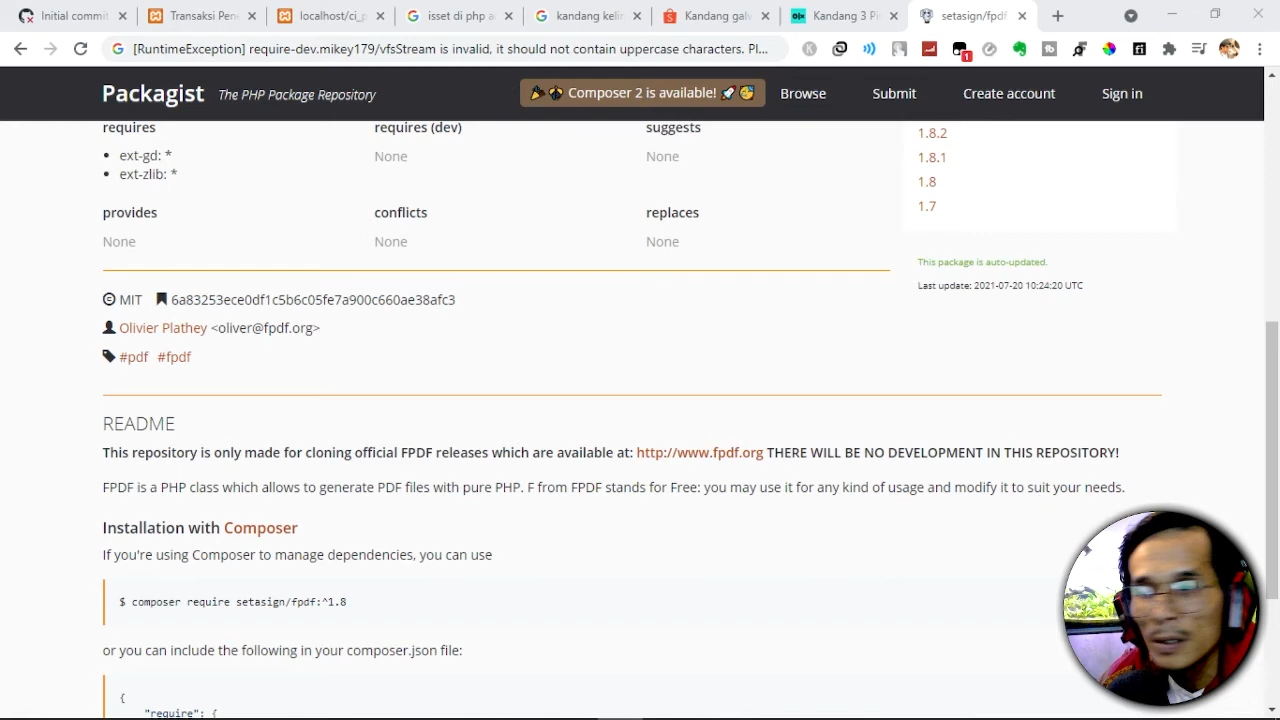 Initial commit
Transaksi Pen
localhost/ci_p
isset di php a
kandang kelin
Kandang galv
Kandang 3 Pi
setasign/fpdf
[RuntimeException] require-dev.mikey179/vfsStream is invalid, it should not contain uppercase characters. Pl...
1
Packagist The PHP Package Repository
Composer 2 is available!
Browse
Submit
Create account
Sign in
requires
requires (dev)
suggests
ext-gd: *
ext-zlib: *
None
None
provides
conflicts
replaces
None
None
None
1.8.2
1.8.1
1.8
1.7
This package is auto-updated.
Last update: 2021-07-20 10:24:20 UTC
MIT 6a83253ece0df1c5b6c05fe7a900c660ae38afc3
Olivier Plathey <oliver@fpdf.org>
#pdf #fpdf
README
This repository is only made for cloning official FPDF releases which are available at: http://www.fpdf.org THERE WILL BE NO DEVELOPMENT IN THIS REPOSITORY!
FPDF is a PHP class which allows to generate PDF files with pure PHP. F from FPDF stands for Free: you may use it for any kind of usage and modify it to suit your needs.
Installation with Composer
If you're using Composer to manage dependencies, you can use
$ composer require setasign/fpdf:^1.8
or you can include the following in your composer.json file:
{
"require": {